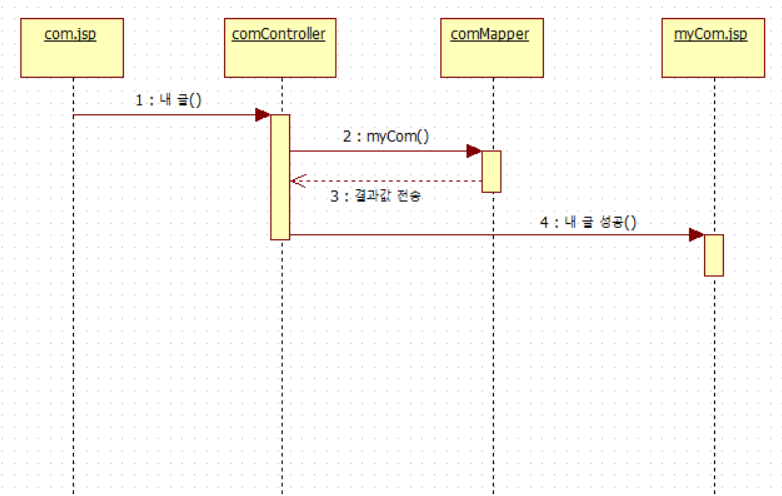 com.jsp
comController
comMapper
myCom.jsp
1 : 내 글()
2 : myCom()
3 : 결과값 전송
4 : 내 글 성공()